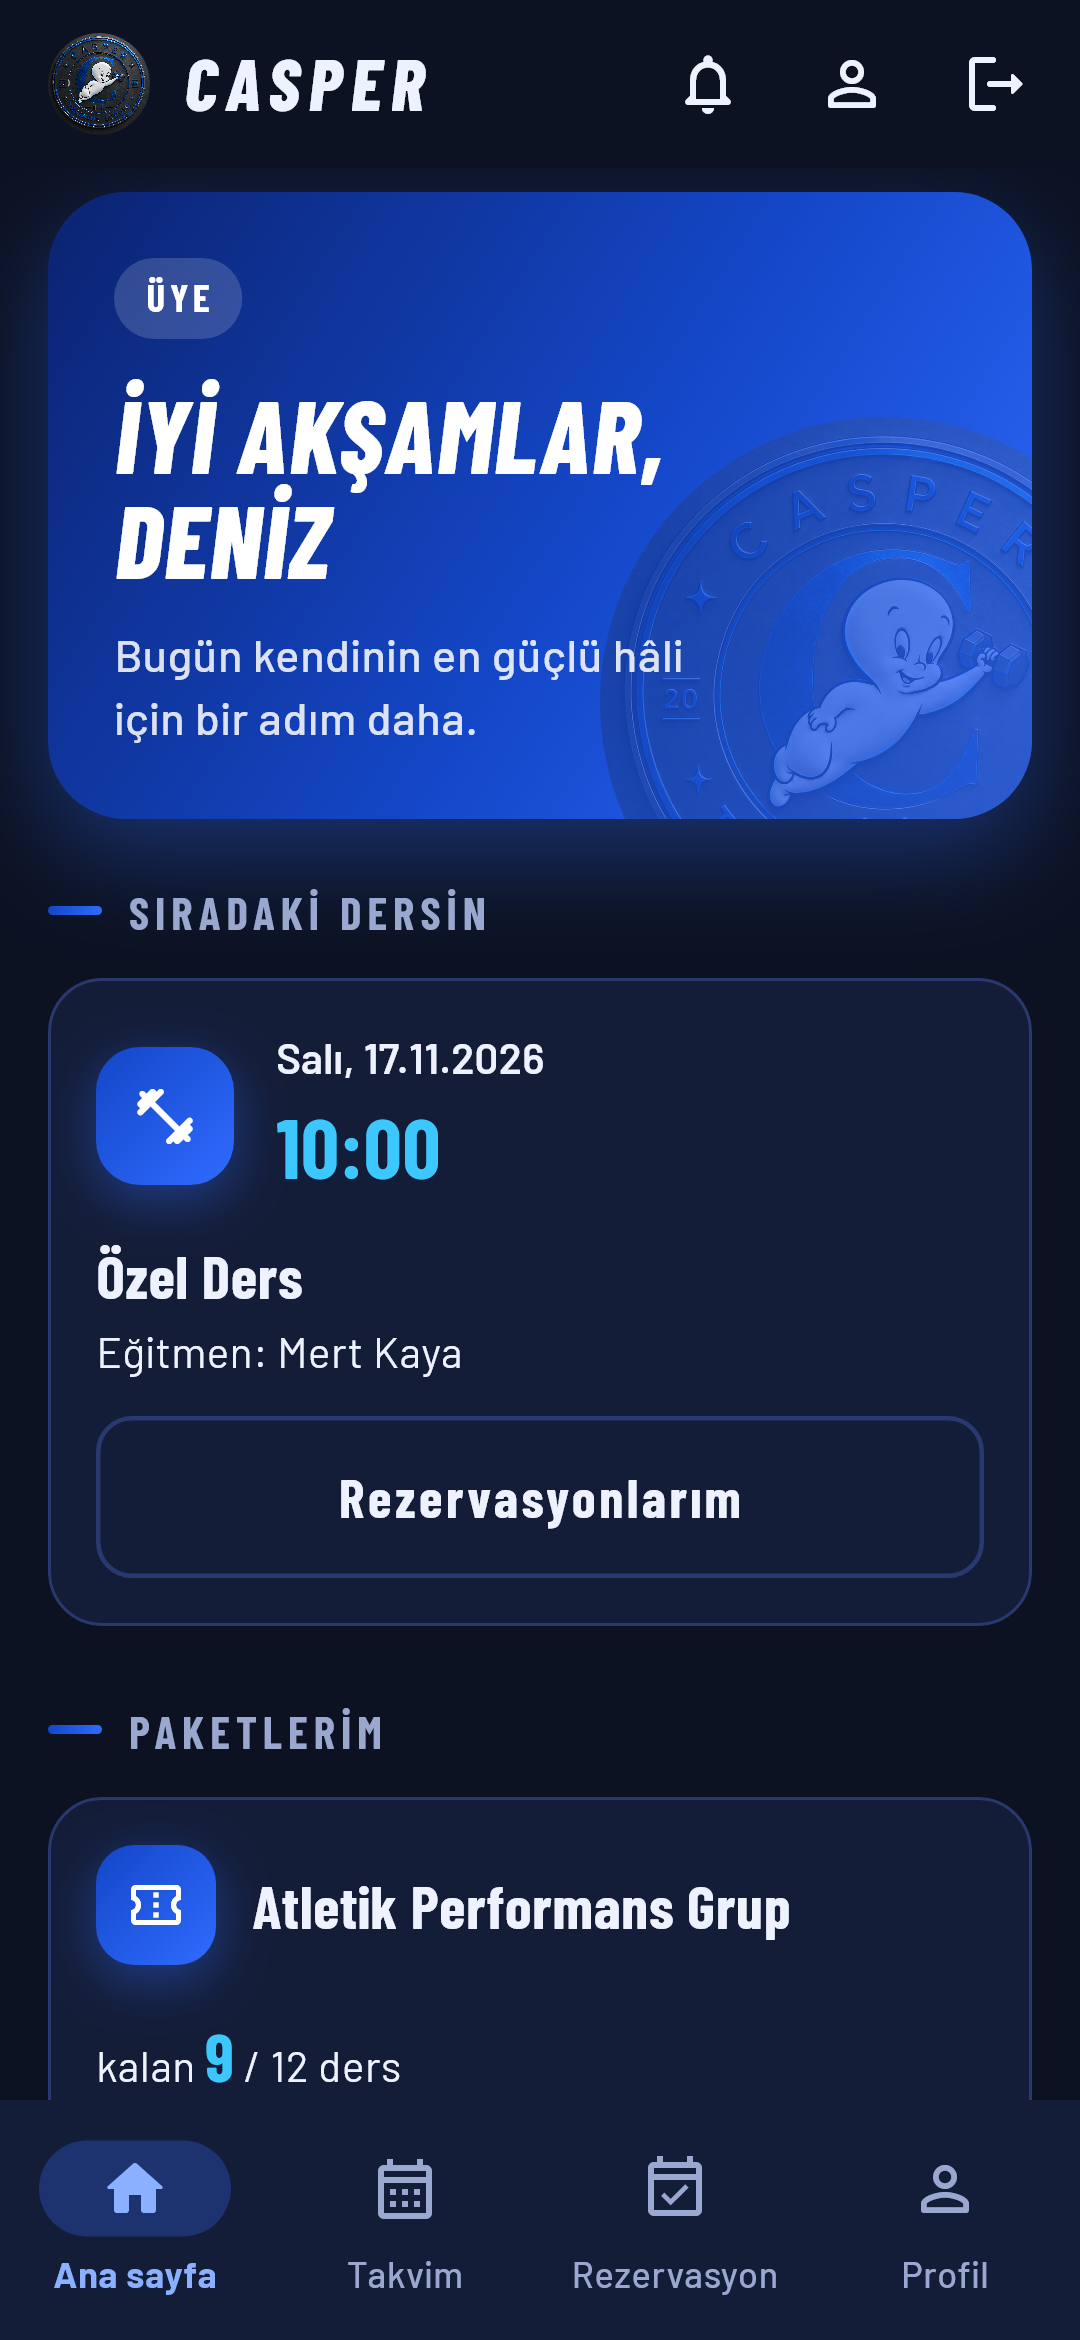 CASPER
ÜYE
İYİ AKŞAMLAR,
DENİZ
Bugün kendinin en güçlü hâli
için bir adım daha.
CASPER
20
SIRADAKİ DERSİN
Salı, 17.11.2026
10:00
Özel Ders
Eğitmen: Mert Kaya
Rezervasyonlarım
PAKETLERİM
Atletik Performans Grup
kalan 9 / 12 ders
Ana sayfa
Takvim
Rezervasyon
Profil